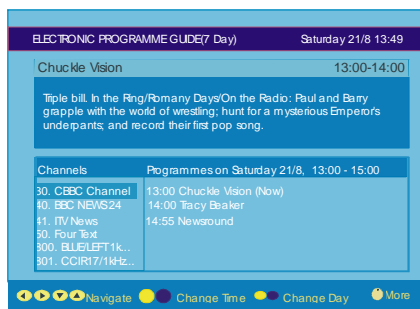 ELECTRONIC PROGRAMME GUIDE(7 Day) Saturday 21/8 13:49
Chuckle Vision 13:00-14:00
Triple bill. In the Ring/Romany Days/On the Radio: Paul and Barry
grapple with the world of wrestling; hunt for a mysterious Emperor's
underpants; and record their first pop song.
Channels Programmes on Saturday 21/8, 13:00 - 15:00
30. CBBC Channel 13:00 Chuckle Vision (Now)
40. BBC NEWS24 14:00 Tracy Beaker
41. ITV News 14:55 Newsround
50. Four Text
300. BLUE/LEFT 1k...
301. CCIR17/1kHz...
Navigate Change Time Change Day More